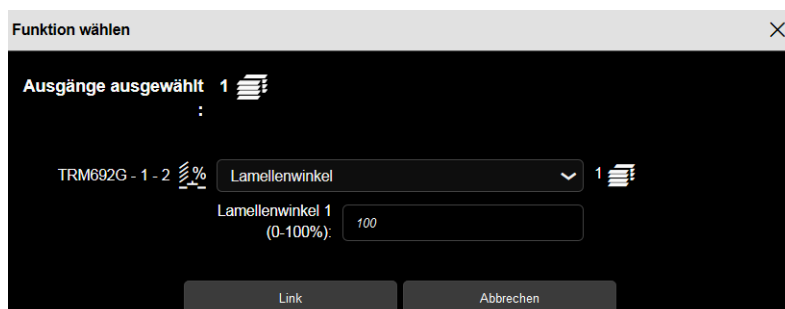 Funktion wählen
Ausgänge ausgewählt 1
:
TRM692G - 1 - 2 % Lamellenwinkel 1
Lamellenwinkel 1
(0-100%): 100
Link Abbrechen